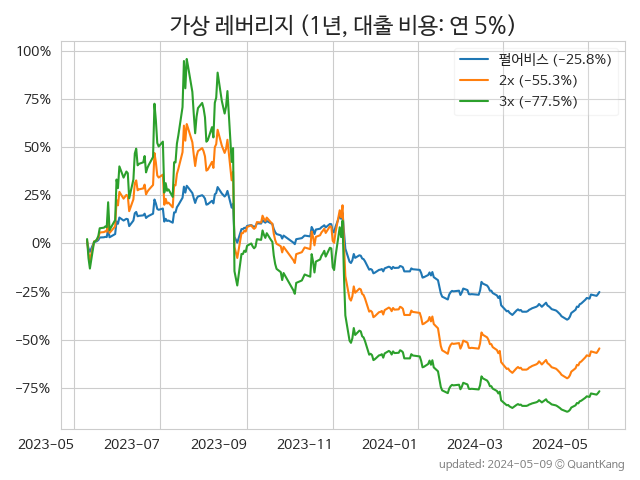 가상 레버리지 (1년, 대출 비용: 연 5%)
100%
75%
50%
25%
0%
−25%
−50%
−75%
펄어비스 (−25.8%)
2x (−55.3%)
3x (−77.5%)
2023-05 2023-07 2023-09 2023-11 2024-01 2024-03 2024-05
updated: 2024-05-09 © QuantKang